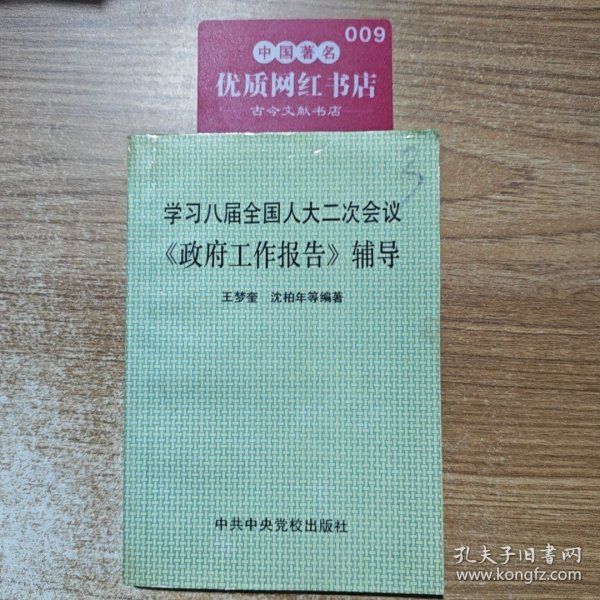 009
中国著名
优质网红书店
古今文献书店
学习八届全国人大二次会议
《政府工作报告》辅导
王梦奎 沈柏年等编著
中共中央党校出版社
孔夫子旧书网
www.kongfz.com